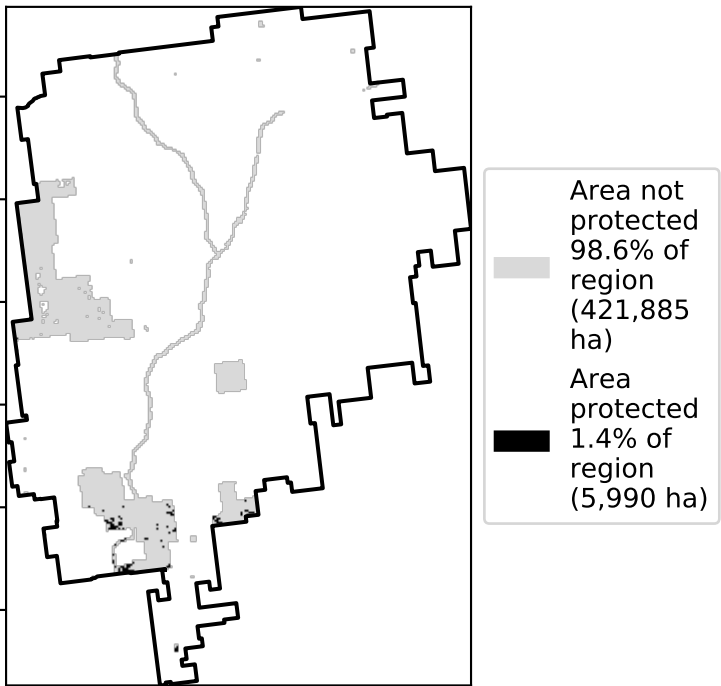 Area not
protected
98.6% of
region
(421,885
ha)
Area
protected
1.4% of
region
(5,990 ha)